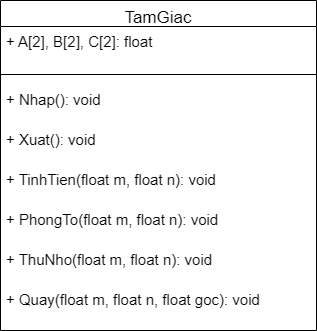 TamGiac
+ A[2], B[2], C[2]: float
+ Nhap(): void
+ Xuat(): void
+ TinhTien(float m, float n): void
+ PhongTo(float m, float n): void
+ ThuNho(float m, float n): void
+ Quay(float m, float n, float goc): void